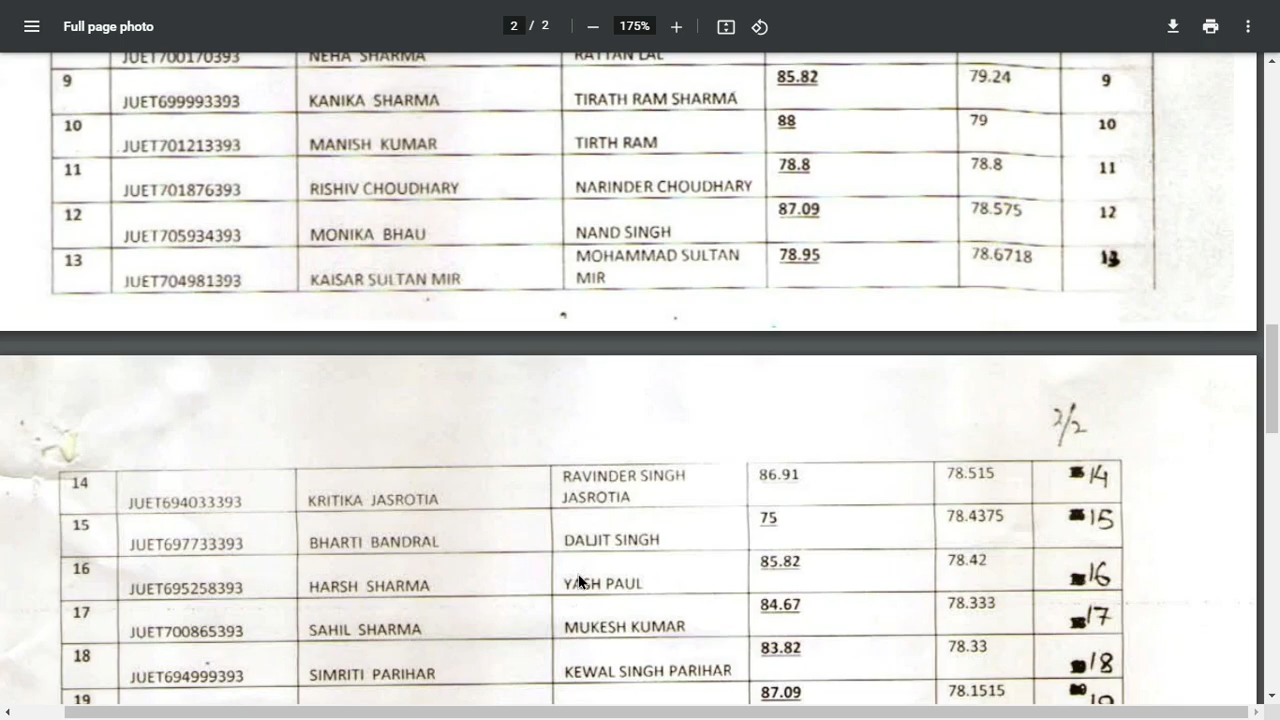 Full page photo
2 / 2
175%
JUET700170393 NEHA SHARMA RATTAN LAL
9 JUET699993393 KANIKA SHARMA TIRATH RAM SHARMA 85.82 79.24 9
10 JUET701213393 MANISH KUMAR TIRTH RAM 88 79 10
11 JUET701876393 RISHIV CHOUDHARY NARINDER CHOUDHARY 78.8 78.8 11
12 JUET705934393 MONIKA BHAU NAND SINGH 87.09 78.575 12
13 JUET704981393 KAISAR SULTAN MIR MOHAMMAD SULTAN MIR 78.95 78.6718 13
2/2
14 JUET694033393 KRITIKA JASROTIA RAVINDER SINGH JASROTIA 86.91 78.515 14
15 JUET697733393 BHARTI BANDRAL DALJIT SINGH 75 78.4375 15
16 JUET695258393 HARSH SHARMA YASH PAUL 85.82 78.42 16
17 JUET700865393 SAHIL SHARMA MUKESH KUMAR 84.67 78.333 17
18 JUET694999393 SIMRITI PARIHAR KEWAL SINGH PARIHAR 83.82 78.33 18
19 87.09 78.1515 19